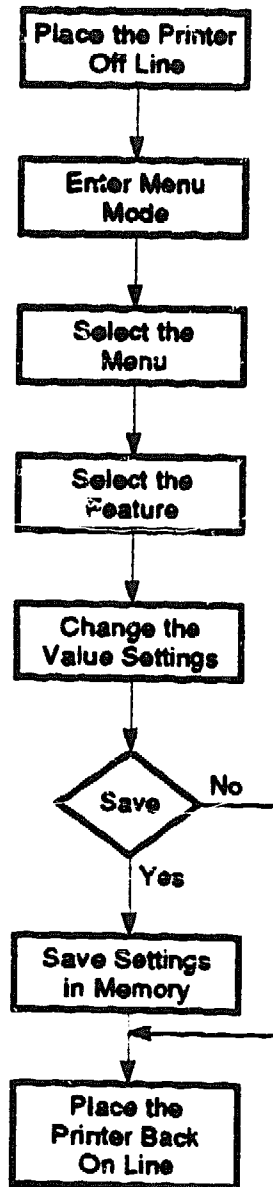 Place the Printer
Off Line
Enter Menu
Mode
Select the
Menu
Select the
Feature
Change the
Value Settings
Save
No
Yes
Save Settings
in Memory
Place the
Printer Back
On Line